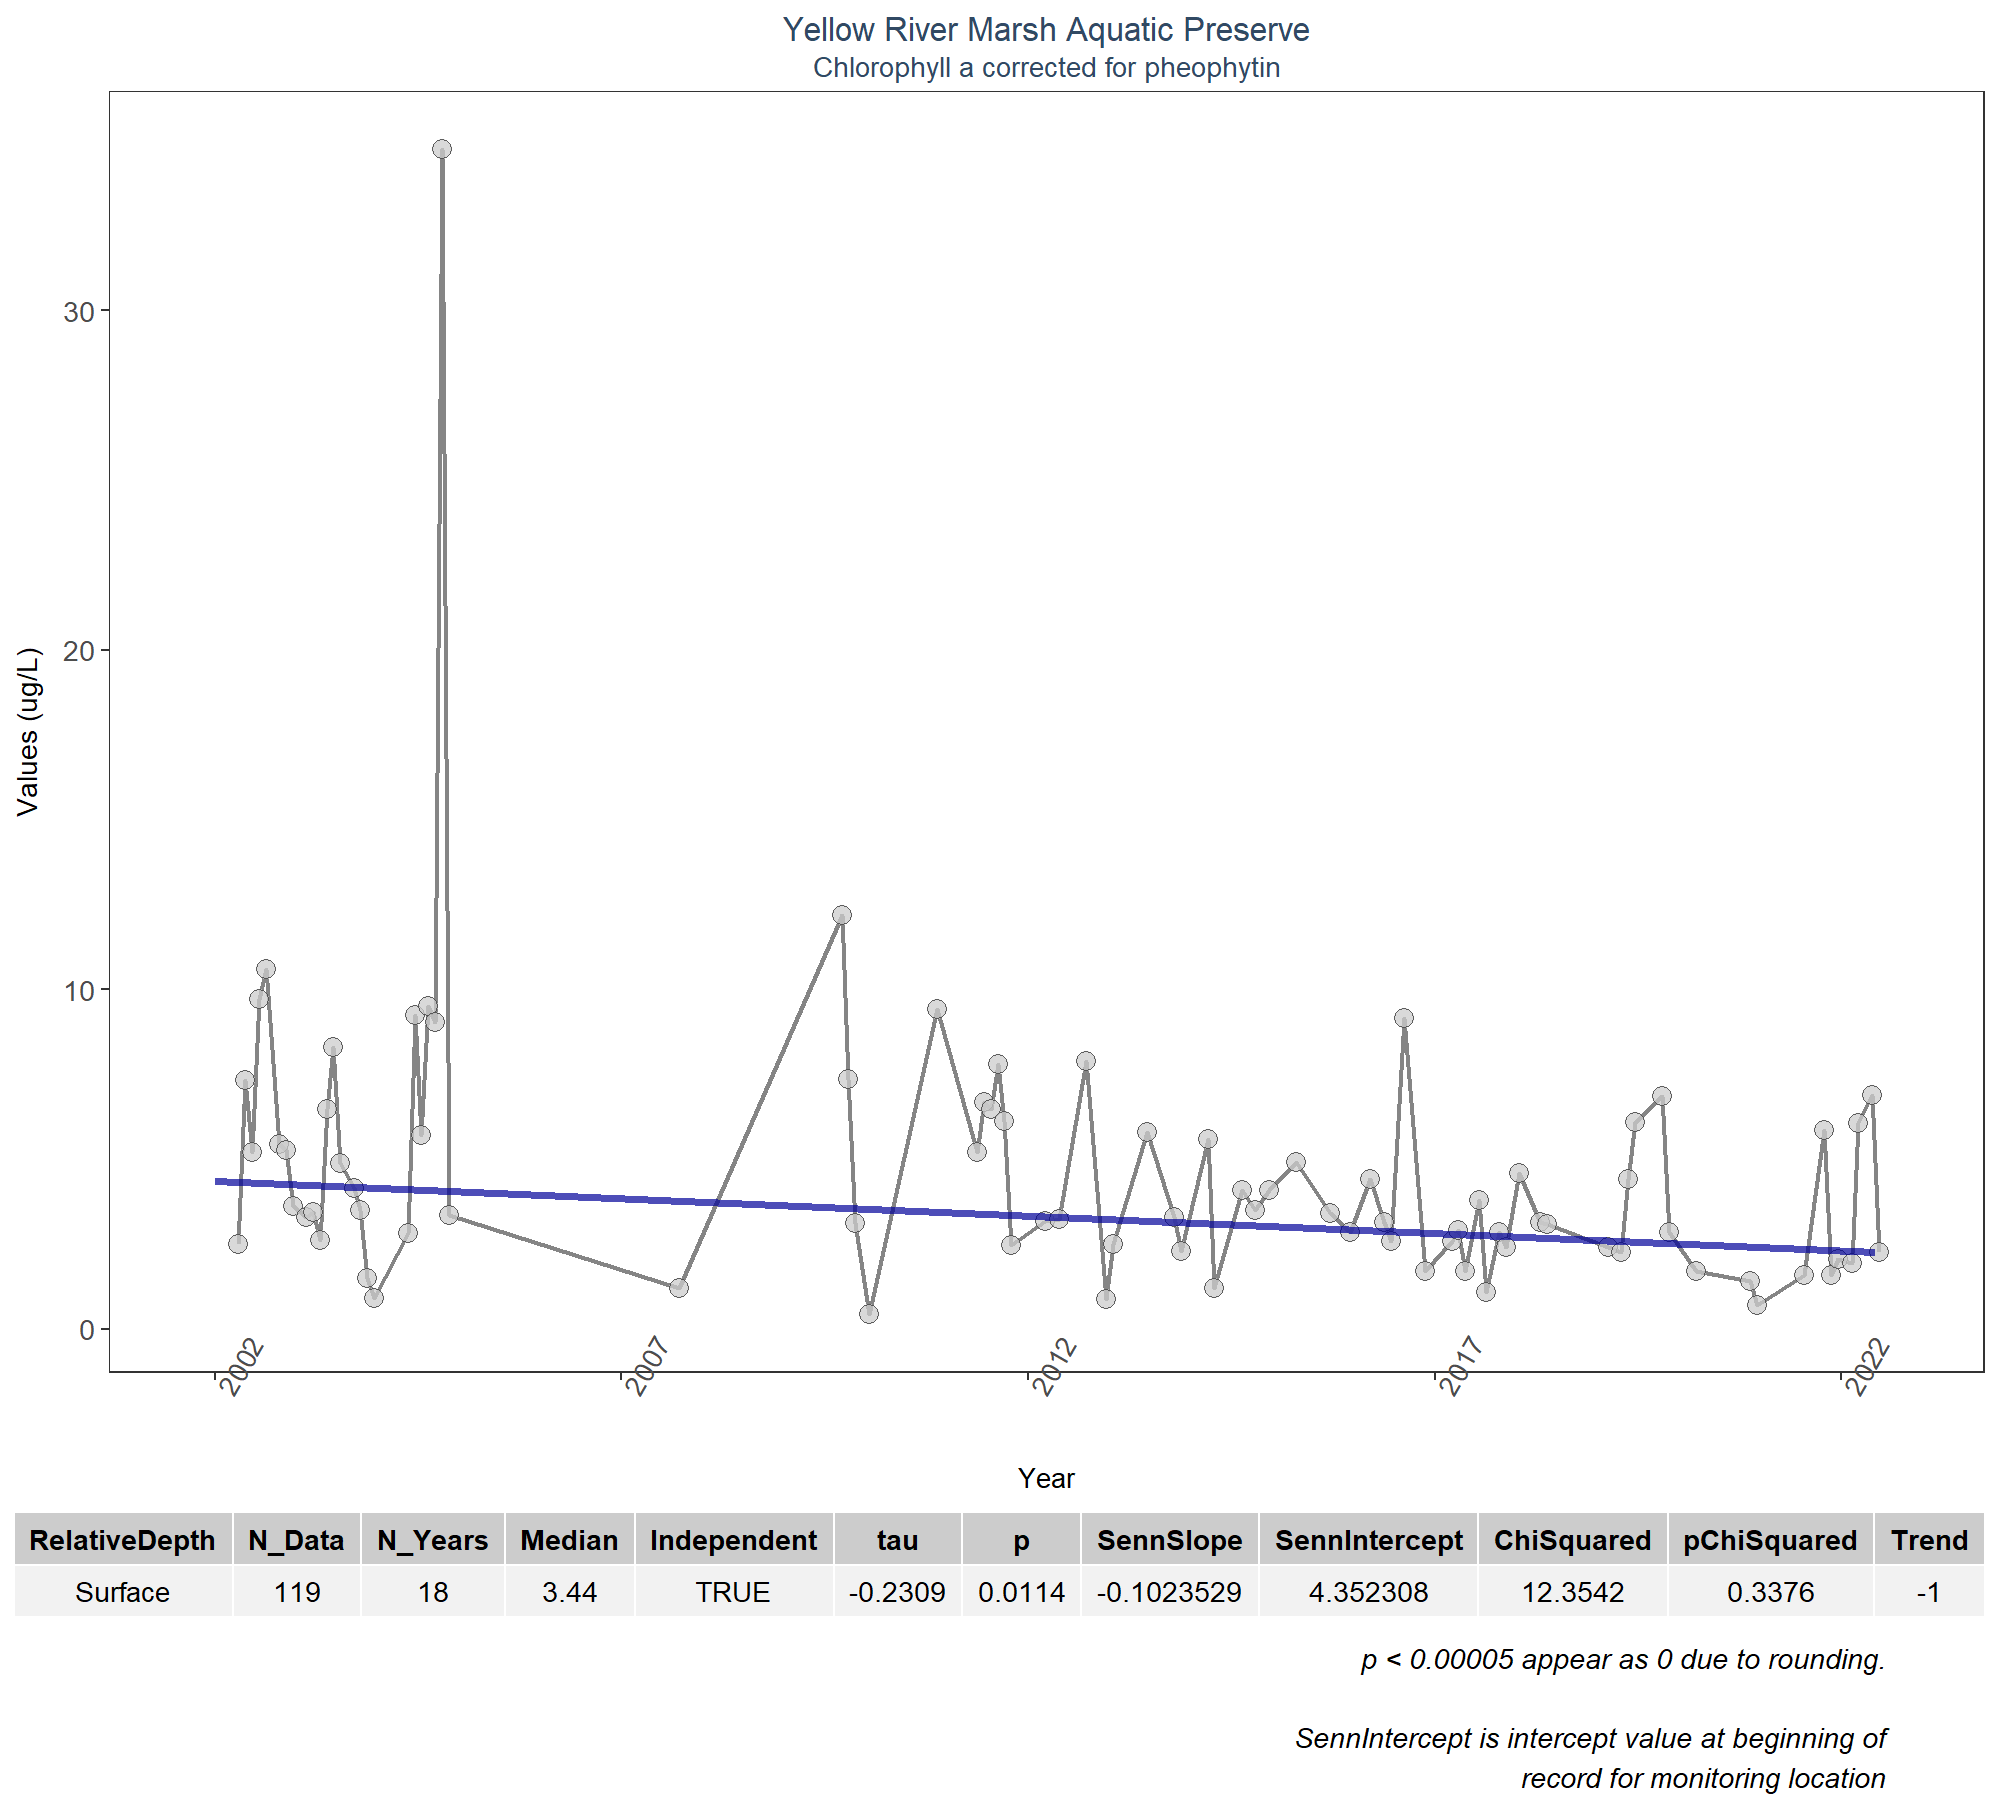 Yellow River Marsh Aquatic Preserve
Chlorophyll a corrected for pheophytin
Values (ug/L)
30
20
10
0
2002 2007 2012 2017 2022
Year
RelativeDepth N_Data N_Years Median Independent tau p SennSlope SennIntercept ChiSquared pChiSquared Trend
Surface 119 18 3.44 TRUE -0.2309 0.0114 -0.1023529 4.352308 12.3542 0.3376 -1
p < 0.00005 appear as 0 due to rounding.
SennIntercept is intercept value at beginning of
record for monitoring location